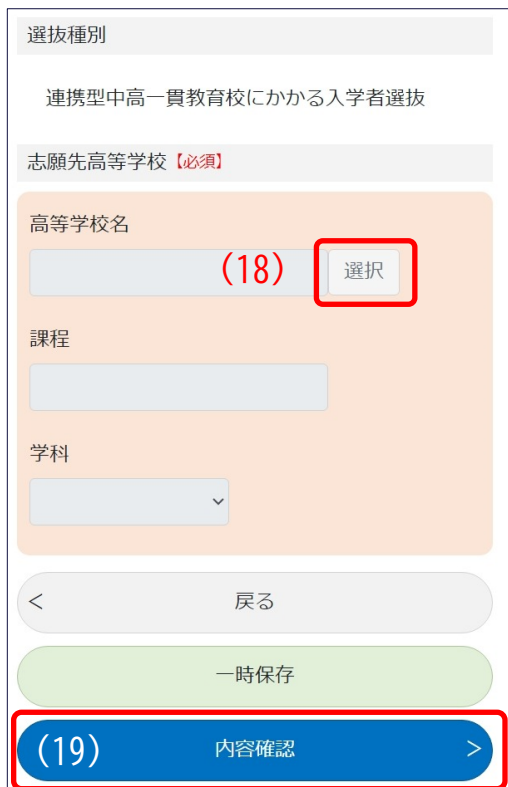 選抜種別
連携型中高一貫教育校にかかる入学者選抜
志願先高等学校【必須】
高等学校名
(18) 選択
課程
学科
< 戻る
一時保存
(19) 内容確認 >